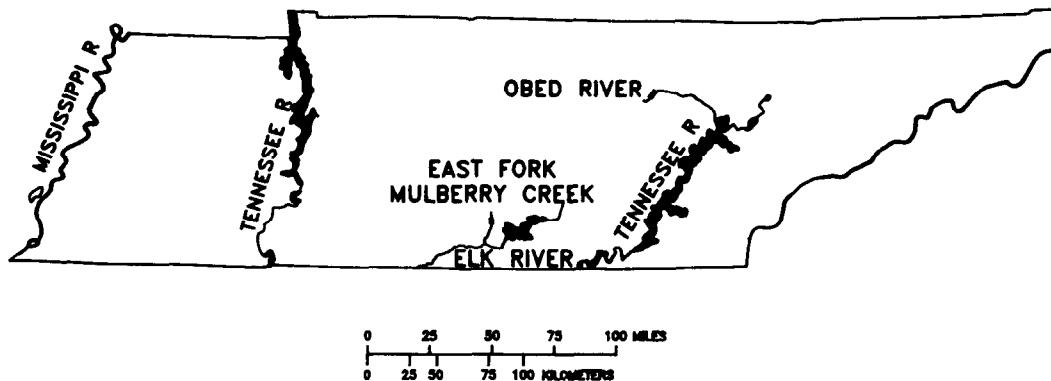 MISSISSIPPI R
TENNESSEE R
OBED RIVER
EAST FORK
MULBERRY CREEK
TENNESSEE R
ELK RIVER
0 25 50 75 100 MILES
0 25 50 75 100 KILOMETERS